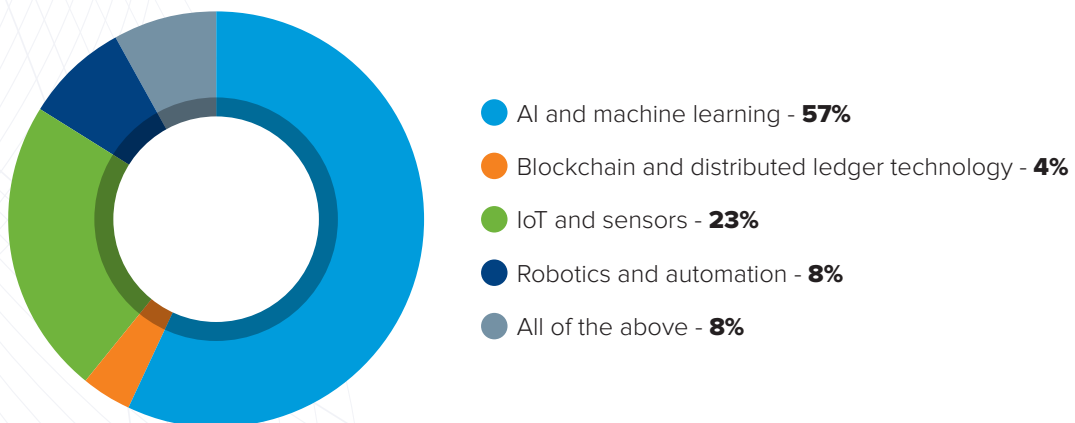 AI and machine learning - 57%
Blockchain and distributed ledger technology - 4%
IoT and sensors - 23%
Robotics and automation - 8%
All of the above - 8%